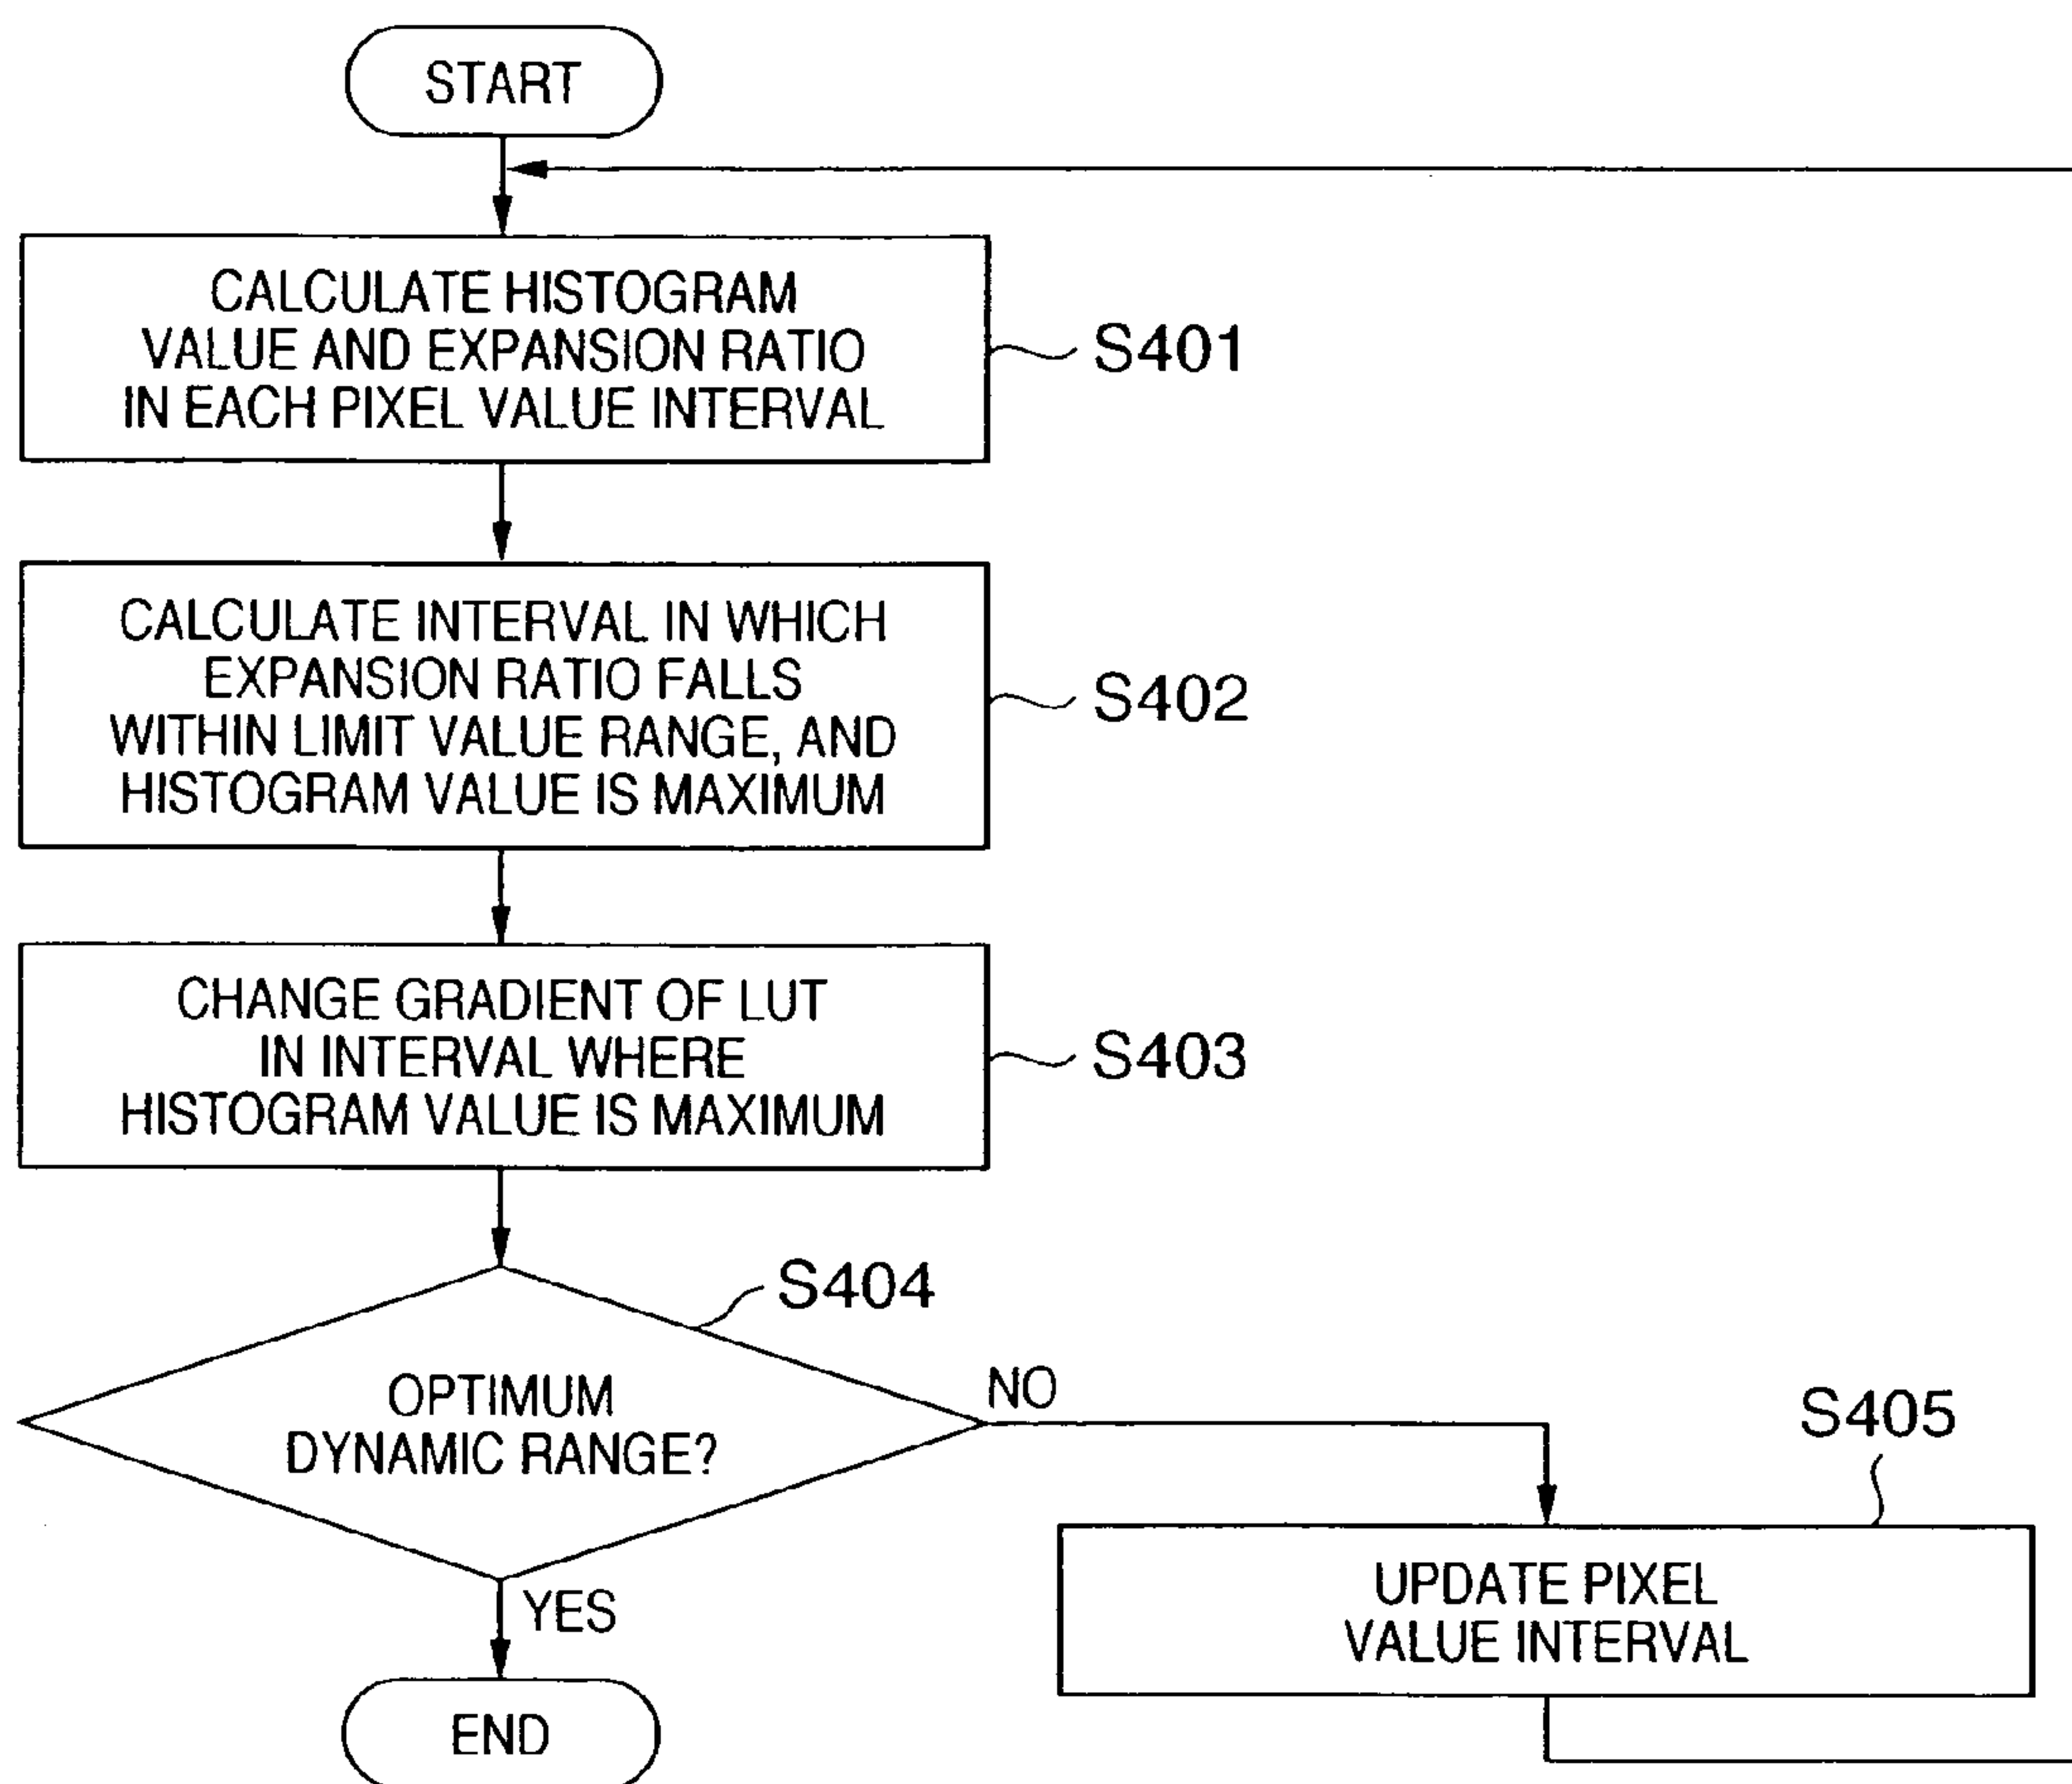 START
CALCULATE HISTOGRAM
VALUE AND EXPANSION RATIO
IN EACH PIXEL VALUE INTERVAL
S401
CALCULATE INTERVAL IN WHICH
EXPANSION RATIO FALLS
WITHIN LIMIT VALUE RANGE, AND
HISTOGRAM VALUE IS MAXIMUM
S402
CHANGE GRADIENT OF LUT
IN INTERVAL WHERE
HISTOGRAM VALUE IS MAXIMUM
S403
S404
OPTIMUM
DYNAMIC RANGE?
NO
S405
UPDATE PIXEL
VALUE INTERVAL
YES
END